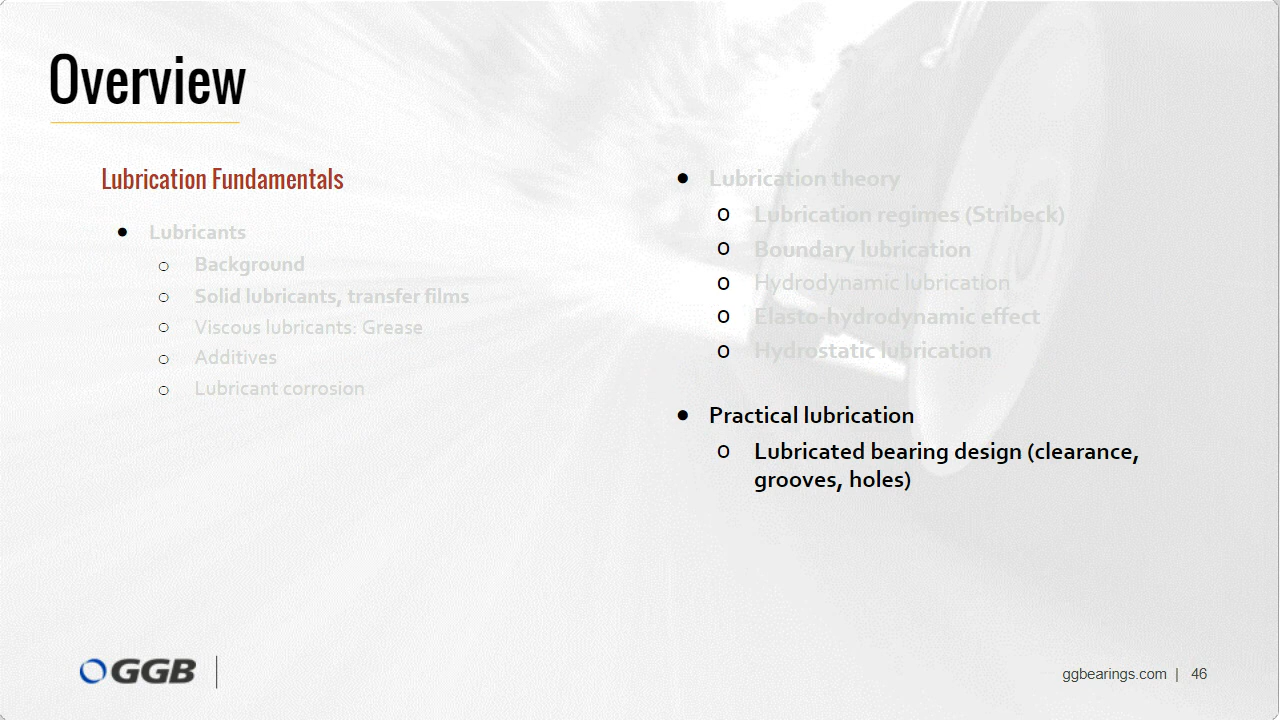 Overview
Lubrication Fundamentals
• Lubricants
o Background
o Solid lubricants, transfer films
o Viscous lubricants: Grease
o Additives
o Lubricant corrosion
• Lubrication theory
o Lubrication regimes (Stribeck)
o Boundary lubrication
o Hydrodynamic lubrication
o Elasto-hydrodynamic effect
o Hydrostatic lubrication
• Practical lubrication
o Lubricated bearing design (clearance,
grooves, holes)
GGB
ggbearings.com | 46